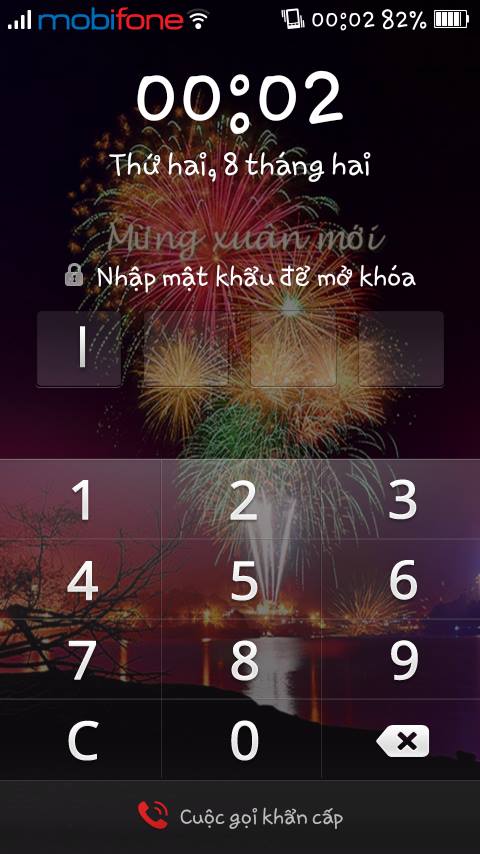 mobifone 00:02 82%
00:02
Thứ hai, 8 tháng hai
Mừng xuân mới
Nhập mật khẩu để mở khóa
1 2 3
4 5 6
7 8 9
C 0
Cuộc gọi khẩn cấp